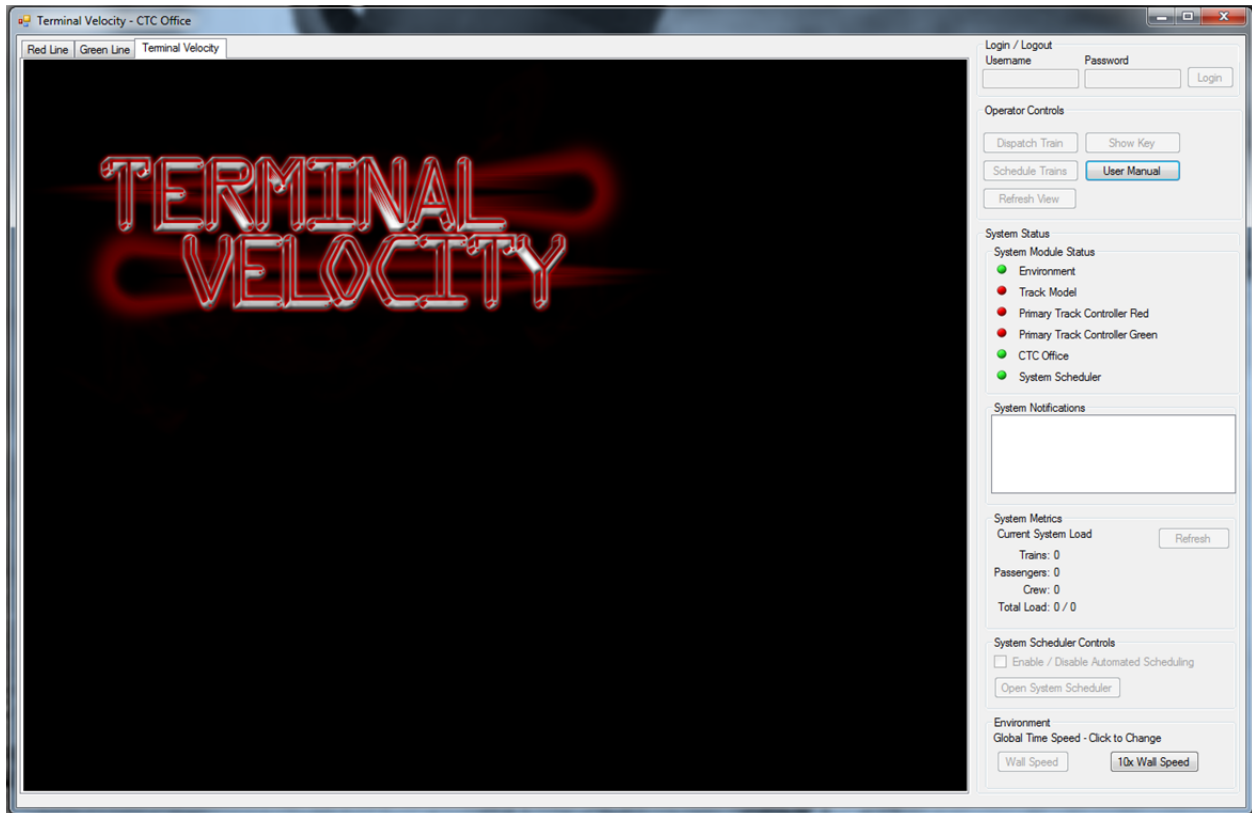 Terminal Velocity - CTC Office
Red Line Green Line Terminal Velocity
TERMINAL
VELOCITY
Login / Logout
Username Password
Login
Operator Controls
Dispatch Train Show Key
Schedule Trains User Manual
Refresh View
System Status
System Module Status
Environment
Track Model
Primary Track Controller Red
Primary Track Controller Green
CTC Office
System Scheduler
System Notifications
System Metrics
Current System Load
Refresh
Trains: 0
Passengers: 0
Crew: 0
Total Load: 0 / 0
System Scheduler Controls
Enable / Disable Automated Scheduling
Open System Scheduler
Environment
Global Time Speed - Click to Change
Wall Speed 10x Wall Speed